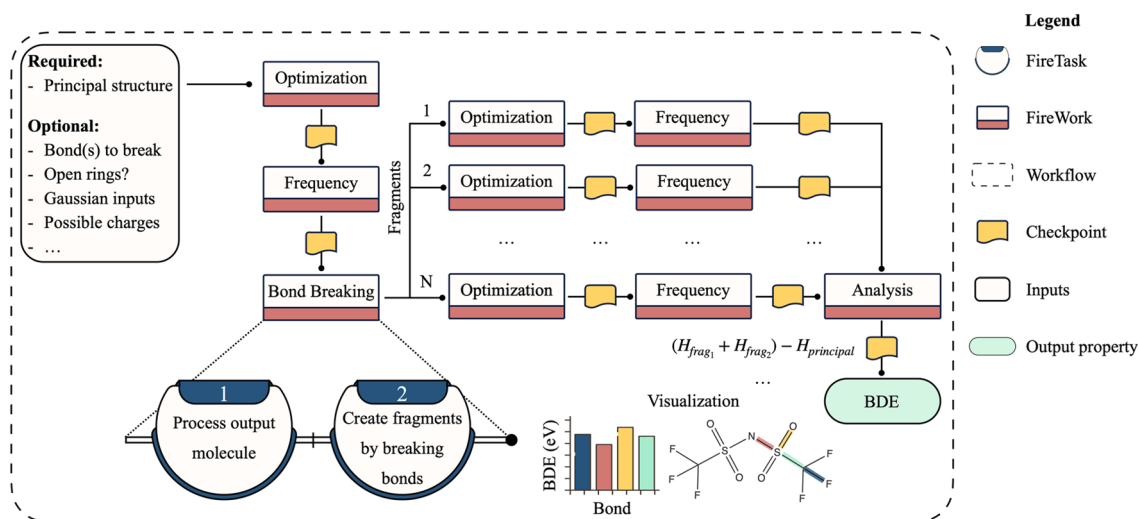 Required:
- Principal structure
Optional:
- Bond(s) to break
- Open rings?
- Gaussian inputs
- Possible charges
- ...
Optimization
Frequency
Bond Breaking
Fragments
1
Optimization
Frequency
2
Optimization
Frequency
...
...
...
...
N
Optimization
Frequency
Analysis
(H_frag₁ + H_frag₂) − H_principal
...
BDE
1
Process output
molecule
2
Create fragments
by breaking
bonds
Visualization
BDE (eV)
Bond
F
F
F
S
O
O
N
S
O
O
F
F
F
Legend
FireTask
FireWork
Workflow
Checkpoint
Inputs
Output property